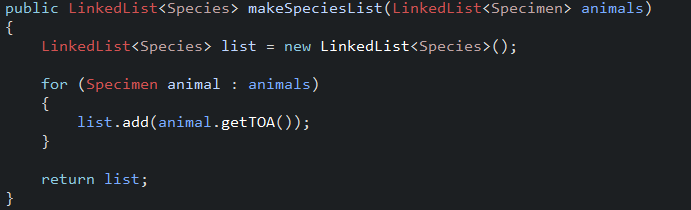 public LinkedList<Species> makeSpeciesList(LinkedList<Specimen> animals)
{
    LinkedList<Species> list = new LinkedList<Species>();

    for (Specimen animal : animals)
    {
        list.add(animal.getTOA());
    }

    return list;
}